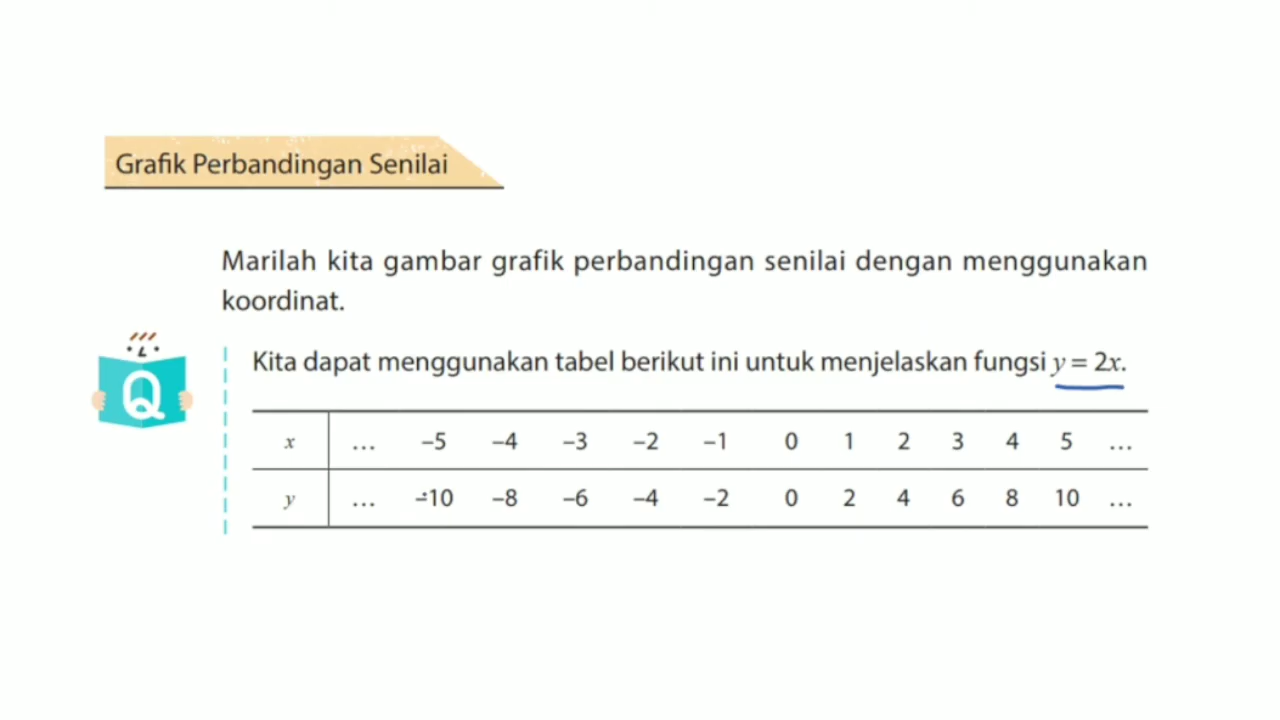 Grafik Perbandingan Senilai
Marilah kita gambar grafik perbandingan senilai dengan menggunakan
koordinat.
Q
Kita dapat menggunakan tabel berikut ini untuk menjelaskan fungsi y = 2x.
x ... –5 –4 –3 –2 –1 0 1 2 3 4 5 ...
y ... –10 –8 –6 –4 –2 0 2 4 6 8 10 ...